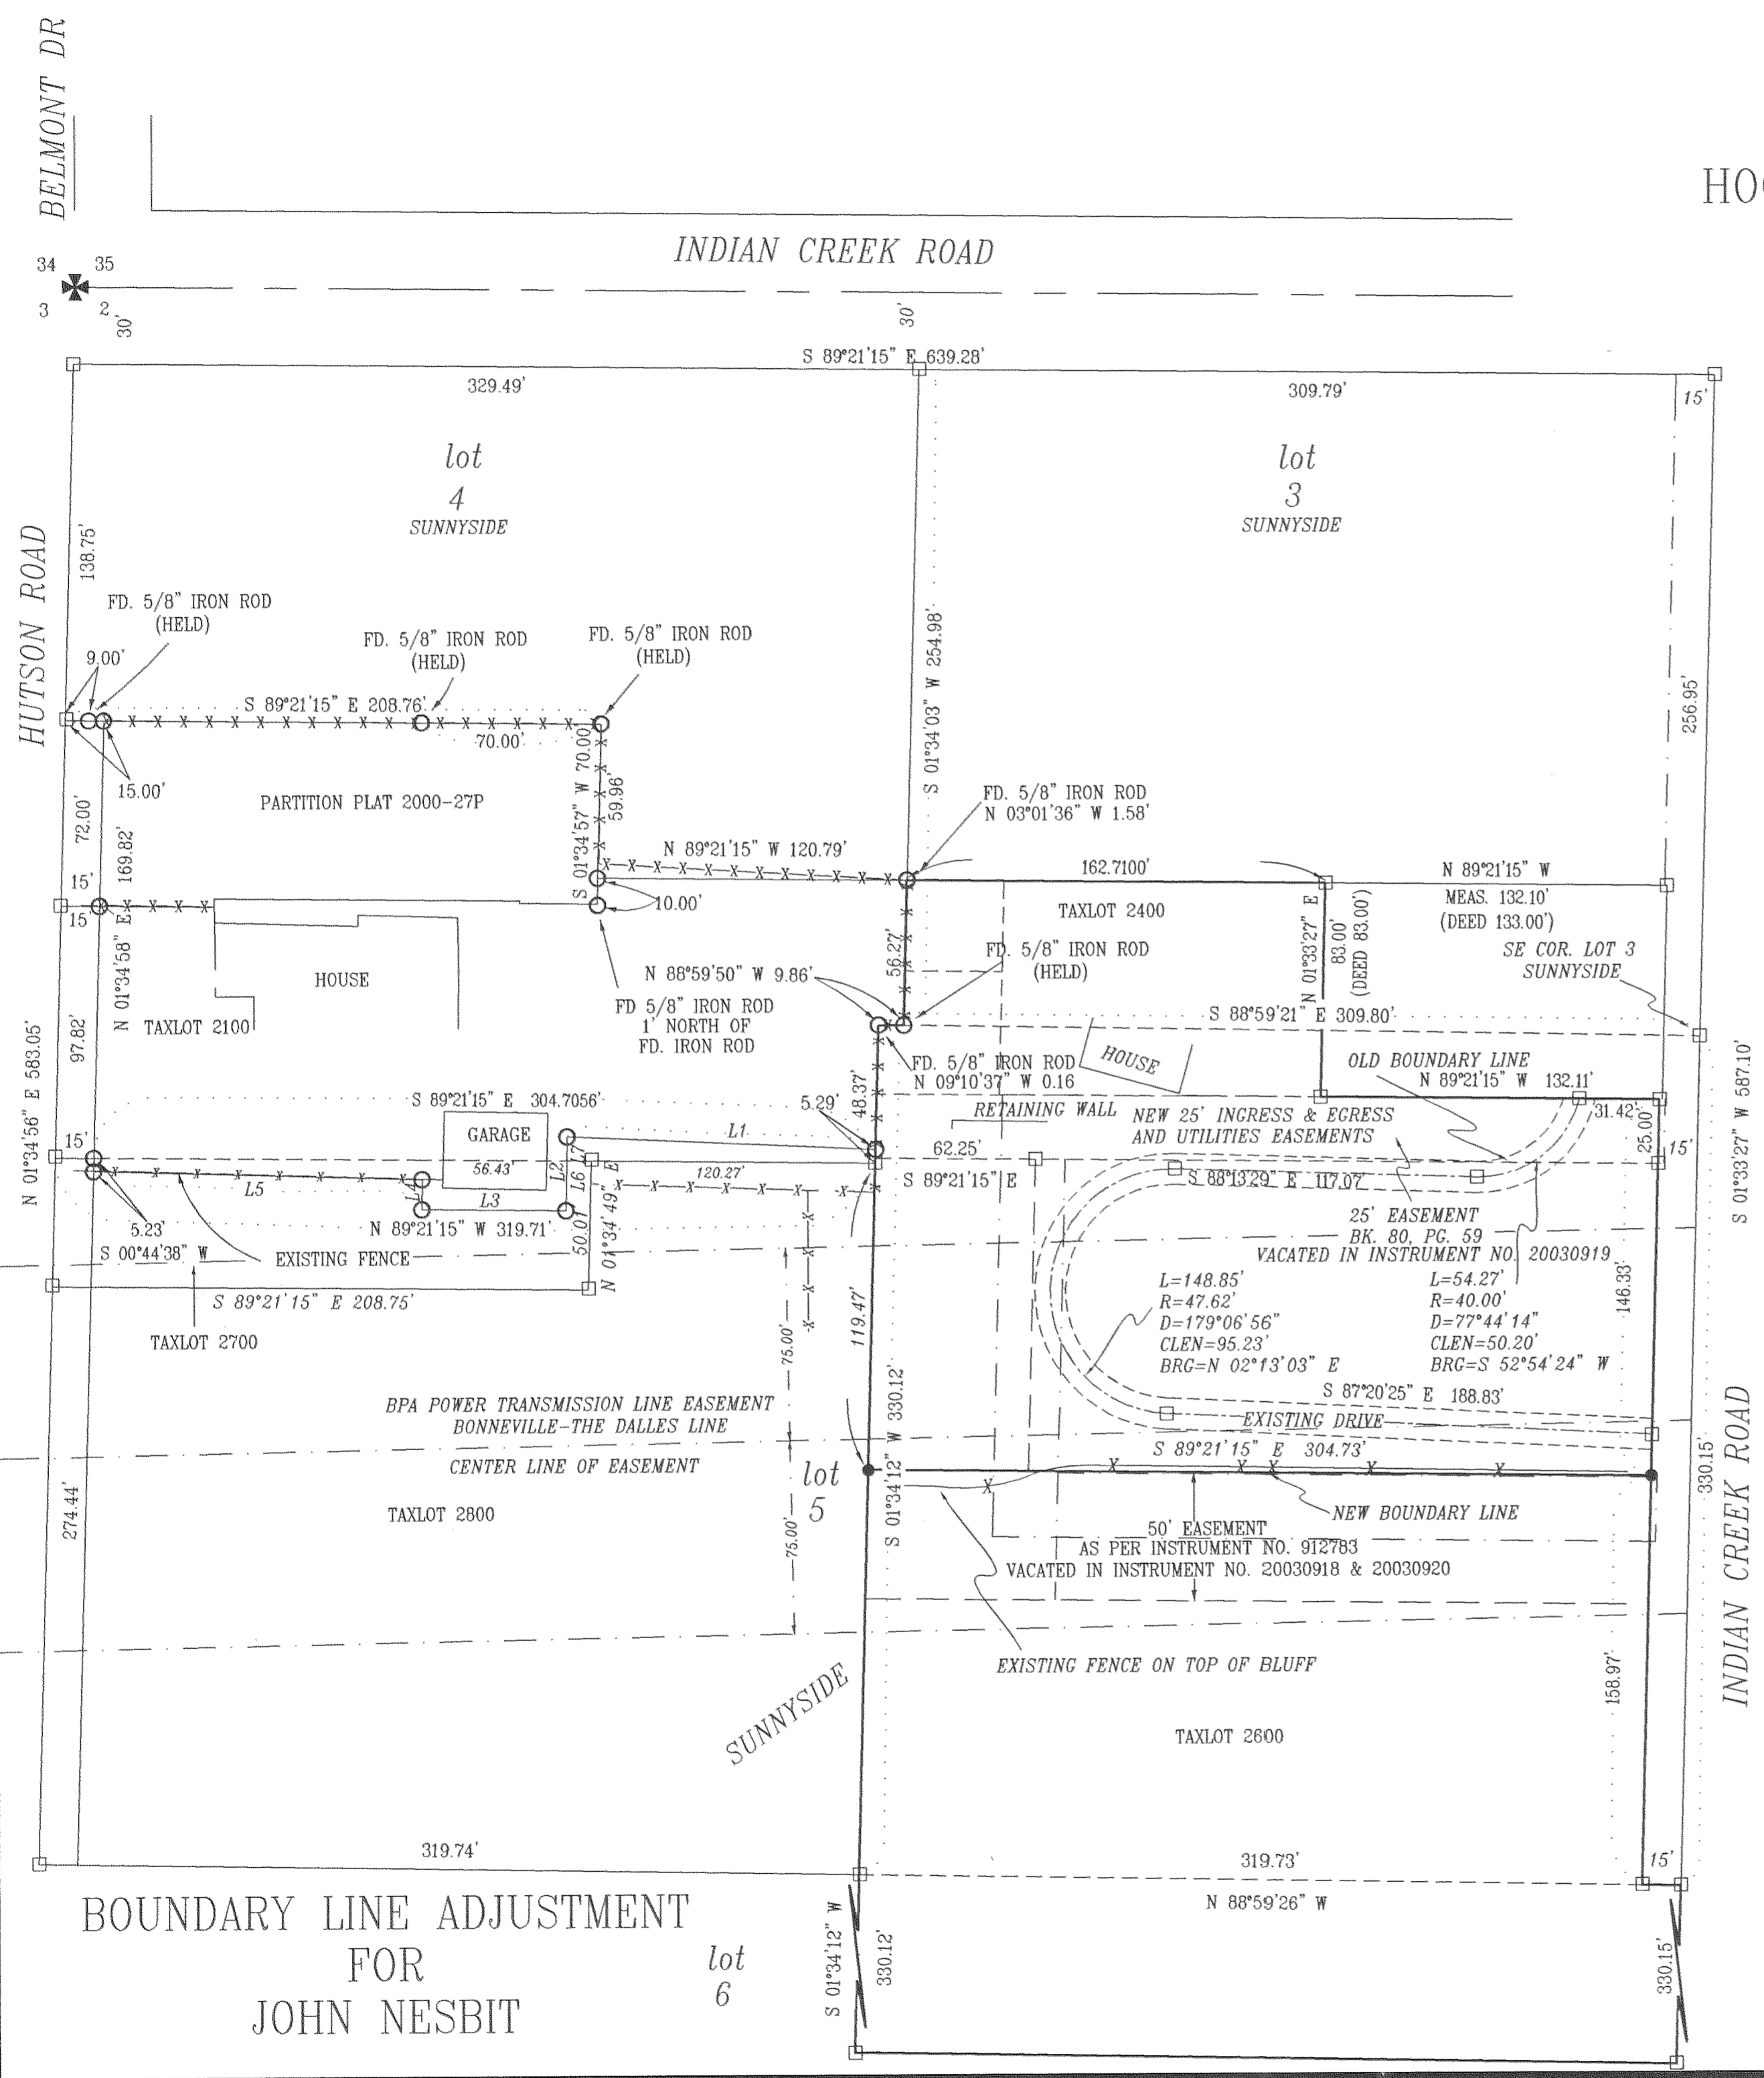 BELMONT DR
HOO
INDIAN CREEK ROAD
34 35
3 2
30'
30'
S 89°21'15" E 639.28'
329.49'
309.79'
15'
lot
4
SUNNYSIDE
lot
3
SUNNYSIDE
HUTSON ROAD
138.75'
FD. 5/8" IRON ROD
(HELD)
FD. 5/8" IRON ROD
(HELD)
FD. 5/8" IRON ROD
(HELD)
9.00'
S 89°21'15" E 208.76'
70.00'
15.00'
S 01°34'03" W 254.98'
256.95'
72.00'
169.82'
PARTITION PLAT 2000-27P
S 01°34'57" W 70.00'
59.96'
FD. 5/8" IRON ROD
N 03°01'36" W 1.58'
N 89°21'15" W 120.79'
162.7100'
N 89°21'15" W
MEAS. 132.10'
(DEED 133.00')
15'
15'
10.00'
TAXLOT 2400
N 01°33'27" E
83.00'
(DEED 83.00')
SE COR. LOT 3
SUNNYSIDE
N 01°34'58" E
HOUSE
TAXLOT 2100
N 88°59'50" W 9.86'
56.27'
FD. 5/8" IRON ROD
(HELD)
FD 5/8" IRON ROD
1' NORTH OF
FD. IRON ROD
S 88°59'21" E 309.80'
N 01°34'56" E 583.05'
97.82'
FD. 5/8" IRON ROD
N 09°10'37" W 0.16
HOUSE
OLD BOUNDARY LINE
N 89°21'15" W 132.11'
S 01°33'27" W 587.10'
48.37'
S 89°21'15" E 304.7056'
5.29'
RETAINING WALL
NEW 25' INGRESS & EGRESS
AND UTILITIES EASEMENTS
31.42'
25.00'
15'
15'
GARAGE
56.43'
L1
L2
L7
L6
L4
L3
L5
120.27'
62.25'
S 89°21'15" E
S 88°13'29" E 117.07'
5.23'
S 00°44'38" W
N 89°21'15" W 319.71'
EXISTING FENCE
50.01'
N 01°34'49" E
25' EASEMENT
BK. 80, PG. 59
VACATED IN INSTRUMENT NO. 20030919
S 89°21'15" E 208.75'
TAXLOT 2700
119.47'
75.00'
L=148.85'
R=47.62'
D=179°06'56"
CLEN=95.23'
BRG=N 02°13'03" E
L=54.27'
R=40.00'
D=77°44'14"
CLEN=50.20'
BRG=S 52°54'24" W
146.33'
S 87°20'25" E 188.83'
EXISTING DRIVE
BPA POWER TRANSMISSION LINE EASEMENT
BONNEVILLE-THE DALLES LINE
CENTER LINE OF EASEMENT
S 89°21'15" E 304.73'
S 01°34'12" W 330.12'
lot
5
NEW BOUNDARY LINE
330.15'
INDIAN CREEK ROAD
274.44'
TAXLOT 2800
75.00'
50' EASEMENT
AS PER INSTRUMENT NO. 912783
VACATED IN INSTRUMENT NO. 20030918 & 20030920
EXISTING FENCE ON TOP OF BLUFF
SUNNYSIDE
TAXLOT 2600
158.97'
319.74'
319.73'
15'
N 88°59'26" W
BOUNDARY LINE ADJUSTMENT
FOR
JOHN NESBIT
lot
6
S 01°34'12" W
330.12'
330.15'